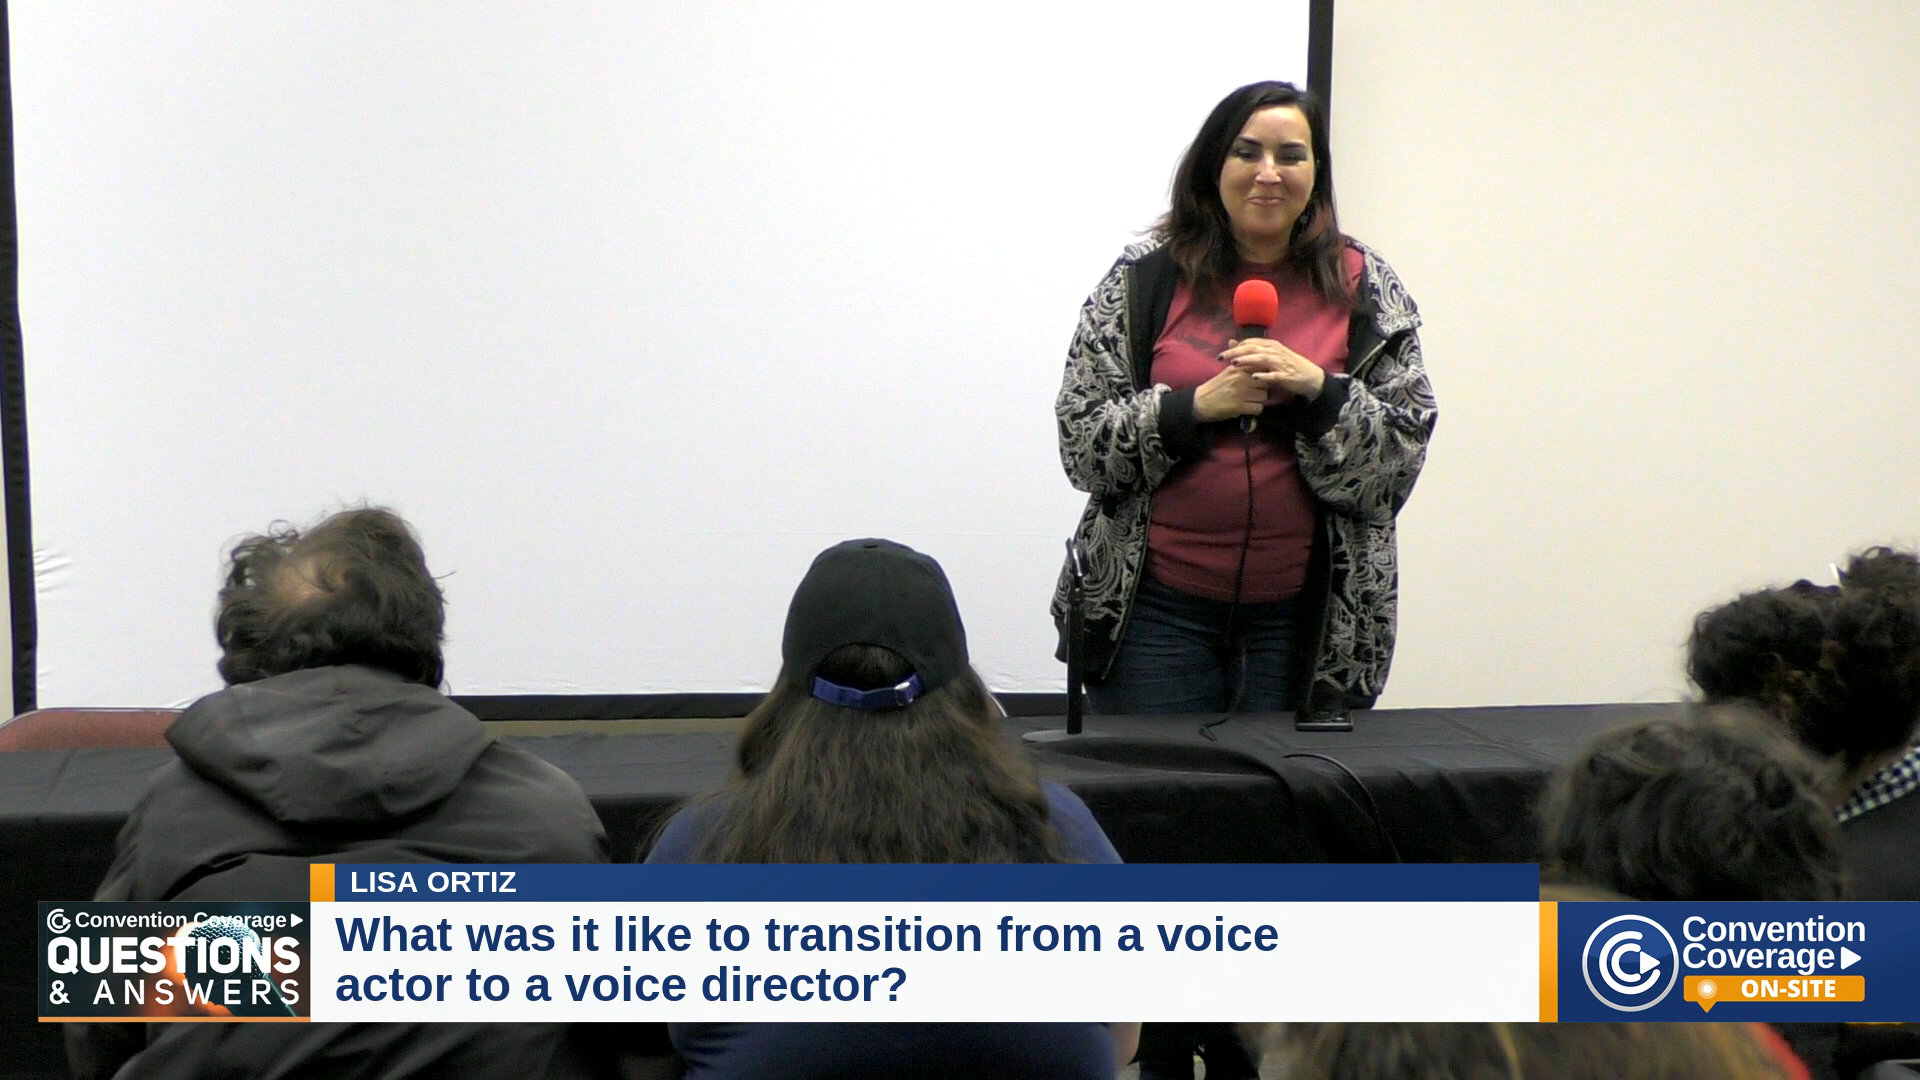 LISA ORTIZ
Convention Coverage
QUESTIONS
& ANSWERS
What was it like to transition from a voice
actor to a voice director?
Convention
Coverage
ON-SITE